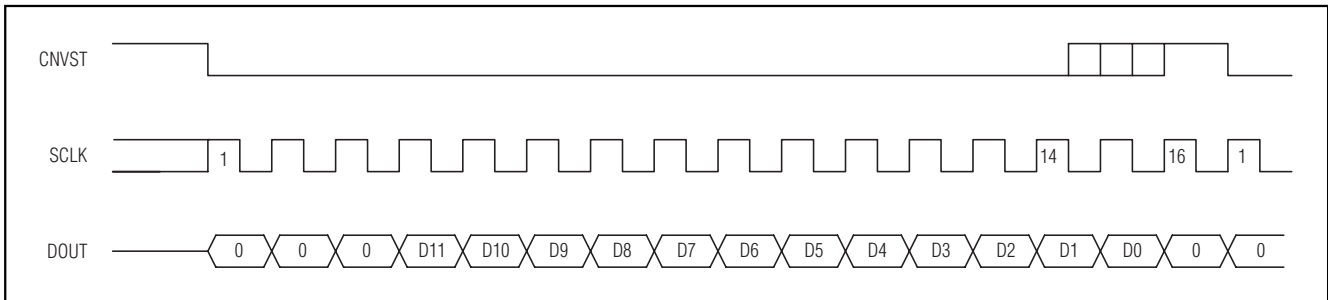 CNVST
SCLK 1 14 16 1
DOUT 0 0 0 D11 D10 D9 D8 D7 D6 D5 D4 D3 D2 D1 D0 0 0